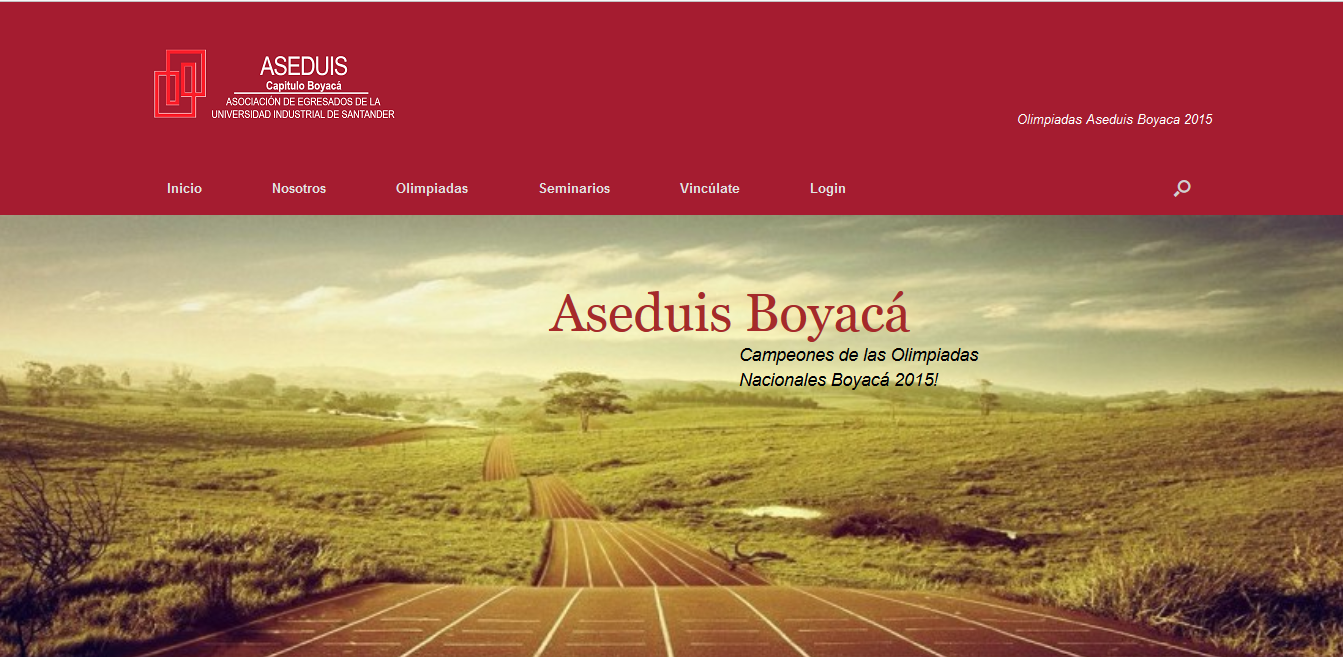 ASEDUIS
Capitulo Boyacá
ASOCIACIÓN DE EGRESADOS DE LA
UNIVERSIDAD INDUSTRIAL DE SANTANDER
Olimpiadas Aseduis Boyaca 2015
Inicio Nosotros Olimpiadas Seminarios Vincúlate Login
Aseduis Boyacá
Campeones de las Olimpiadas
Nacionales Boyacá 2015!